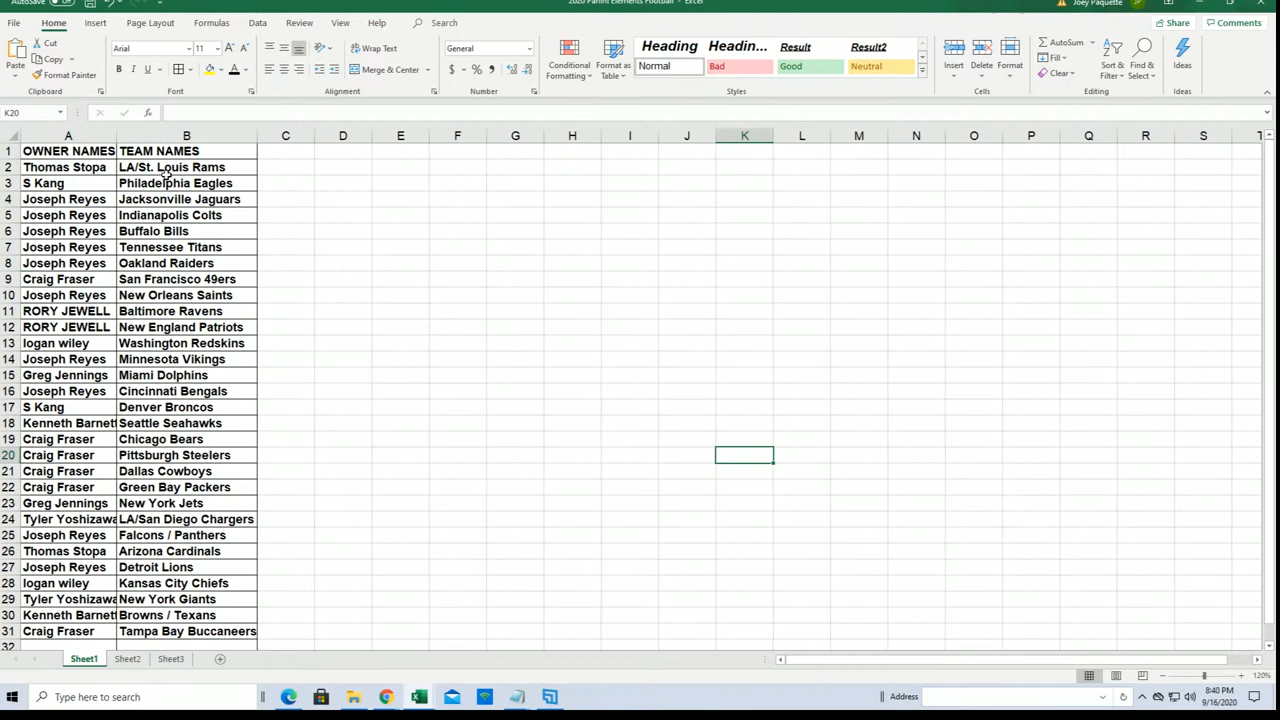 AutoSave Off 2020 Panini Elements Football - Excel Joey Paquette JP
File Home Insert Page Layout Formulas Data Review View Help Search Share Comments
Cut Arial 11 Wrap Text General Heading Headin... Result Result2 AutoSum
Copy Fill
Format Painter Merge & Center Normal Bad Good Neutral Clear
Paste Conditional Formatting Format as Table Insert Delete Format Sort & Filter Find & Select Ideas
Clipboard Font Alignment Number Styles Cells Editing Ideas
K20 fx
A B C D E F G H I J K L M N O P Q R S T
1 OWNER NAMES TEAM NAMES
2 Thomas Stopa LA/St. Louis Rams
3 S Kang Philadelphia Eagles
4 Joseph Reyes Jacksonville Jaguars
5 Joseph Reyes Indianapolis Colts
6 Joseph Reyes Buffalo Bills
7 Joseph Reyes Tennessee Titans
8 Joseph Reyes Oakland Raiders
9 Craig Fraser San Francisco 49ers
10 Joseph Reyes New Orleans Saints
11 RORY JEWELL Baltimore Ravens
12 RORY JEWELL New England Patriots
13 logan wiley Washington Redskins
14 Joseph Reyes Minnesota Vikings
15 Greg Jennings Miami Dolphins
16 Joseph Reyes Cincinnati Bengals
17 S Kang Denver Broncos
18 Kenneth Barnett Seattle Seahawks
19 Craig Fraser Chicago Bears
20 Craig Fraser Pittsburgh Steelers
21 Craig Fraser Dallas Cowboys
22 Craig Fraser Green Bay Packers
23 Greg Jennings New York Jets
24 Tyler Yoshizawa LA/San Diego Chargers
25 Joseph Reyes Falcons / Panthers
26 Thomas Stopa Arizona Cardinals
27 Joseph Reyes Detroit Lions
28 logan wiley Kansas City Chiefs
29 Tyler Yoshizawa New York Giants
30 Kenneth Barnett Browns / Texans
31 Craig Fraser Tampa Bay Buccaneers
32
Sheet1 Sheet2 Sheet3
120%
Type here to search Address 8:40 PM
9/16/2020